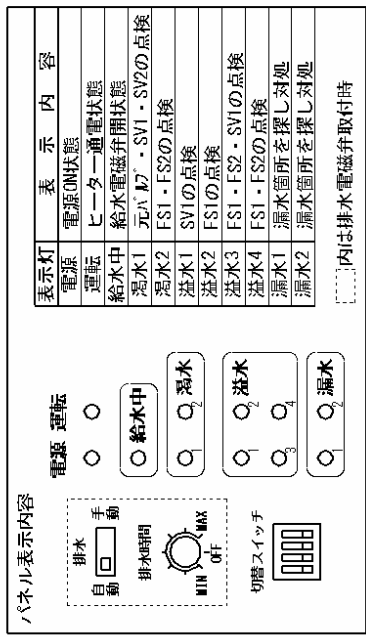 パネル表示内容
排水
自動 手動
排水時間
MIN OFF MAX
切替スイッチ
電源 運転
給水中
渇水
1 2
溢水
1 2
3 4
漏水
1 2
表示灯 表 示 内 容
電源 電源ON状態
運転 ヒーター通電状態
給水中 給水電磁弁開状態
渇水1 元バルブ・SV1・SV2の点検
渇水2 FS1・FS2の点検
溢水1 SV1の点検
溢水2 FS1の点検
溢水3 FS1・FS2・SV1の点検
溢水4 FS1・FS2の点検
漏水1 漏水箇所を探し対処
漏水2 漏水箇所を探し対処
内は排水電磁弁取付時